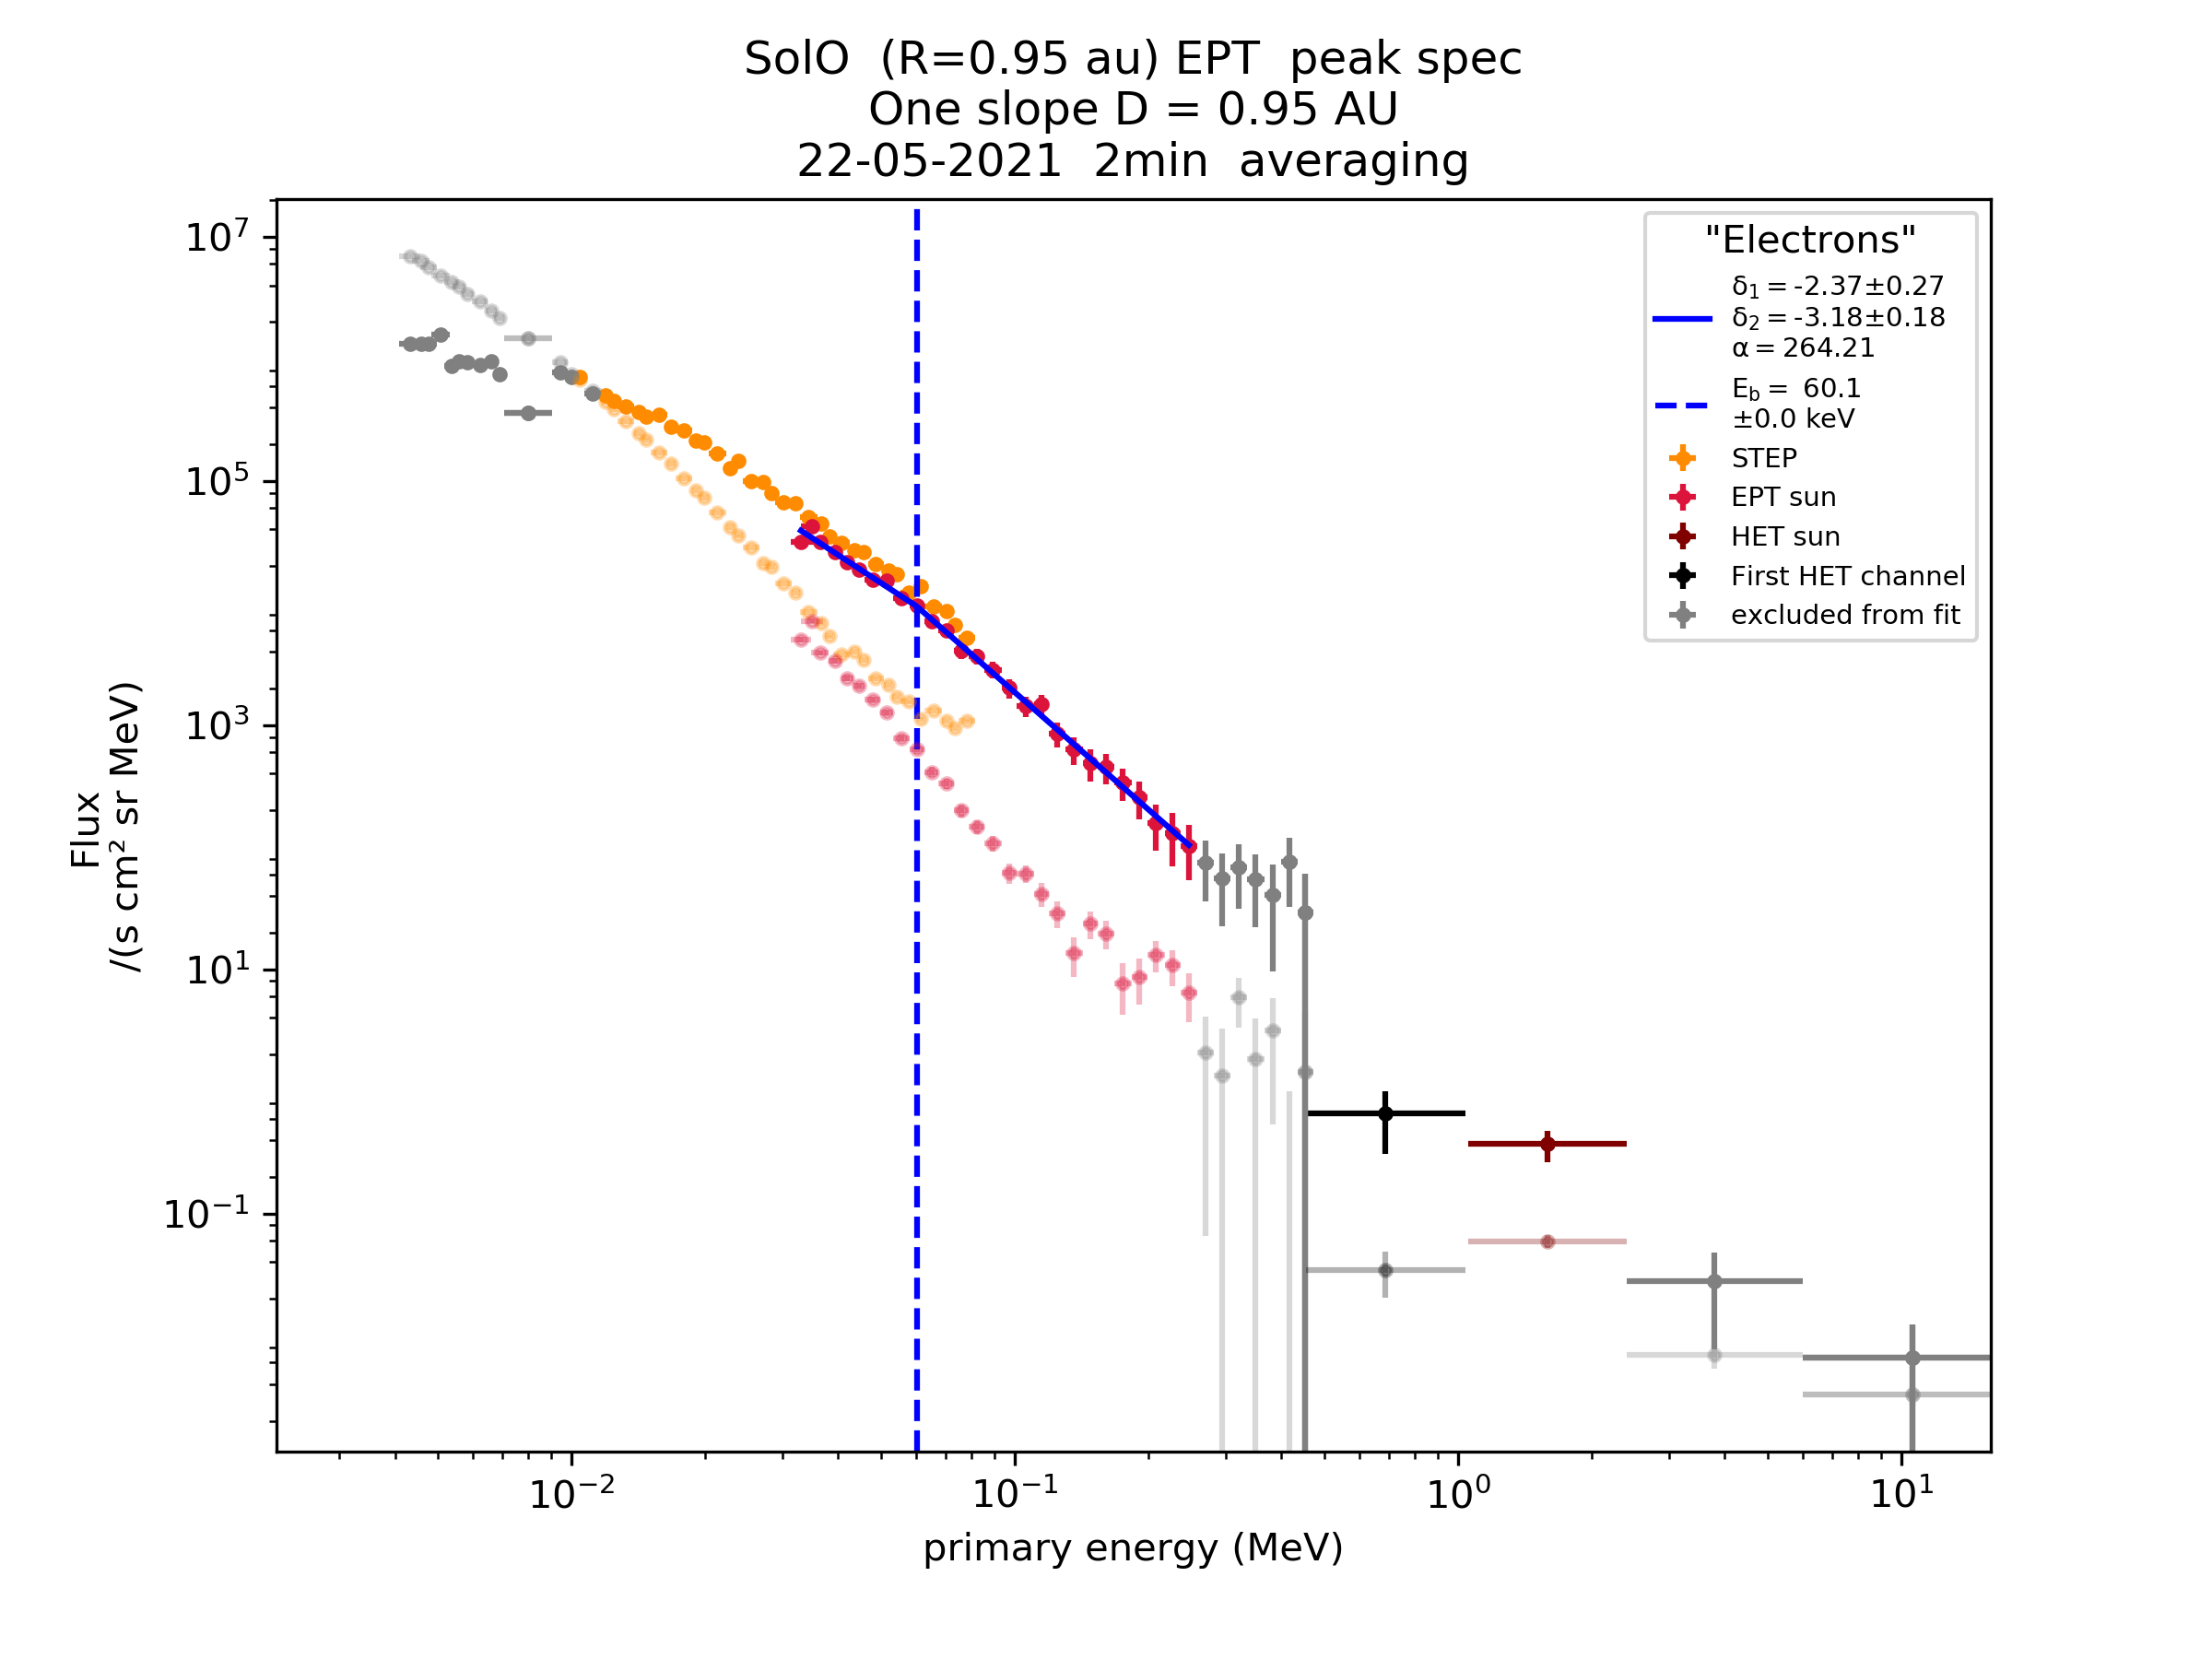 SolO (R=0.95 au) EPT peak spec
One slope D = 0.95 AU
22-05-2021 2min averaging
"Electrons"
δ₁ = -2.37±0.27
δ₂ = -3.18±0.18
α = 264.21
E_b = 60.1
±0.0 keV
STEP
EPT sun
HET sun
First HET channel
excluded from fit
10⁷
10⁵
10³
10¹
10⁻¹
Flux
/(s cm² sr MeV)
10⁻²
10⁻¹
10⁰
10¹
primary energy (MeV)